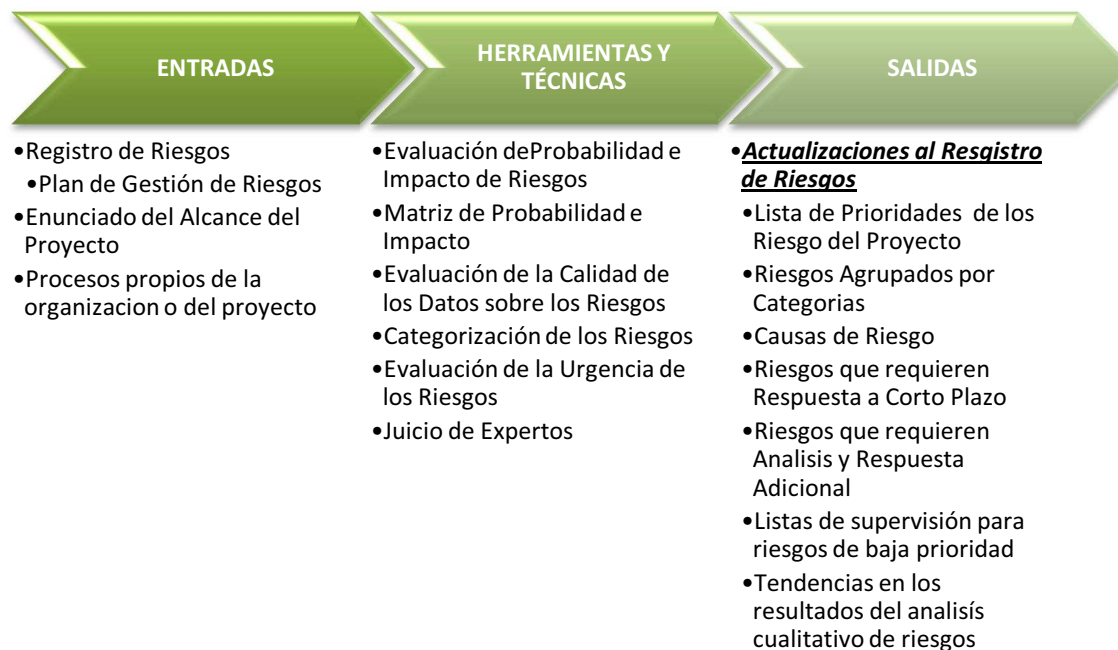 ENTRADAS
•Registro de Riesgos
•Plan de Gestión de Riesgos
•Enunciado del Alcance del
Proyecto
•Procesos propios de la
organizacion o del proyecto
HERRAMIENTAS Y
TÉCNICAS
•Evaluación deProbabilidad e
Impacto de Riesgos
•Matriz de Probabilidad e
Impacto
•Evaluación de la Calidad de
los Datos sobre los Riesgos
•Categorización de los Riesgos
•Evaluación de la Urgencia de
los Riesgos
•Juicio de Expertos
SALIDAS
•Actualizaciones al Resgistro
de Riesgos
•Lista de Prioridades de los
Riesgo del Proyecto
•Riesgos Agrupados por
Categorias
•Causas de Riesgo
•Riesgos que requieren
Respuesta a Corto Plazo
•Riesgos que requieren
Analisis y Respuesta
Adicional
•Listas de supervisión para
riesgos de baja prioridad
•Tendencias en los
resultados del analisís
cualitativo de riesgos